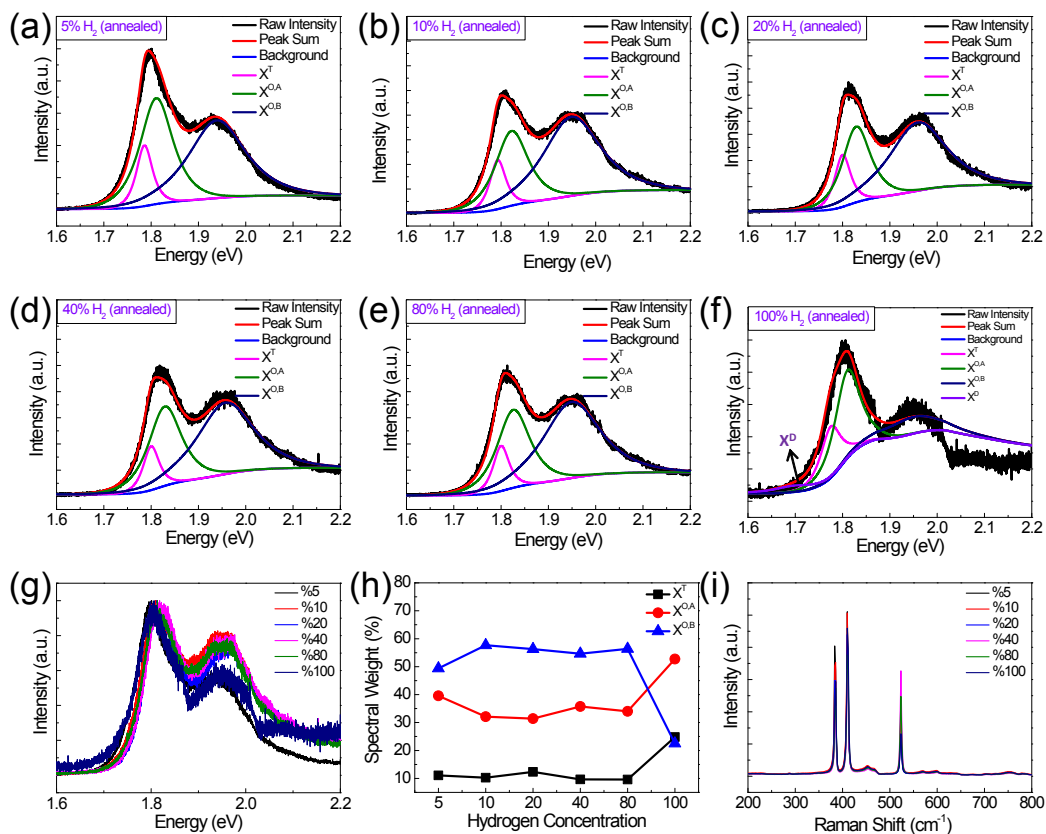 (a)
5% H₂ (annealed)
Raw Intensity
Peak Sum
Background
Xᵀ
X^O,A
X^O,B
Intensity (a.u.)
1.6 1.7 1.8 1.9 2.0 2.1 2.2
Energy (eV)
(b)
10% H₂ (annealed)
Raw Intensity
Peak Sum
Background
Xᵀ
X^O,A
X^O,B
Intensity (a.u.)
1.6 1.7 1.8 1.9 2.0 2.1 2.2
Energy (eV)
(c)
20% H₂ (annealed)
Raw Intensity
Peak Sum
Background
Xᵀ
X^O,A
X^O,B
Intensity (a.u.)
1.6 1.7 1.8 1.9 2.0 2.1 2.2
Energy (eV)
(d)
40% H₂ (annealed)
Raw Intensity
Peak Sum
Background
Xᵀ
X^O,A
X^O,B
Intensity (a.u.)
1.6 1.7 1.8 1.9 2.0 2.1 2.2
Energy (eV)
(e)
80% H₂ (annealed)
Raw Intensity
Peak Sum
Background
Xᵀ
X^O,A
X^O,B
Intensity (a.u.)
1.6 1.7 1.8 1.9 2.0 2.1 2.2
Energy (eV)
(f)
100% H₂ (annealed)
Raw Intensity
Peak Sum
Background
Xᵀ
X^O,A
X^O,B
X^D
X^D
Intensity (a.u.)
1.6 1.7 1.8 1.9 2.0 2.1 2.2
Energy (eV)
(g)
%5
%10
%20
%40
%80
%100
Intensity (a.u.)
1.6 1.7 1.8 1.9 2.0 2.1 2.2
Energy (eV)
(h)
Xᵀ
X^O,A
X^O,B
Spectral Weight (%)
80
70
60
50
40
30
20
10
5 10 20 40 80 100
Hydrogen Concentration
(i)
%5
%10
%20
%40
%80
%100
Intensity (a.u.)
200 300 400 500 600 700 800
Raman Shift (cm⁻¹)